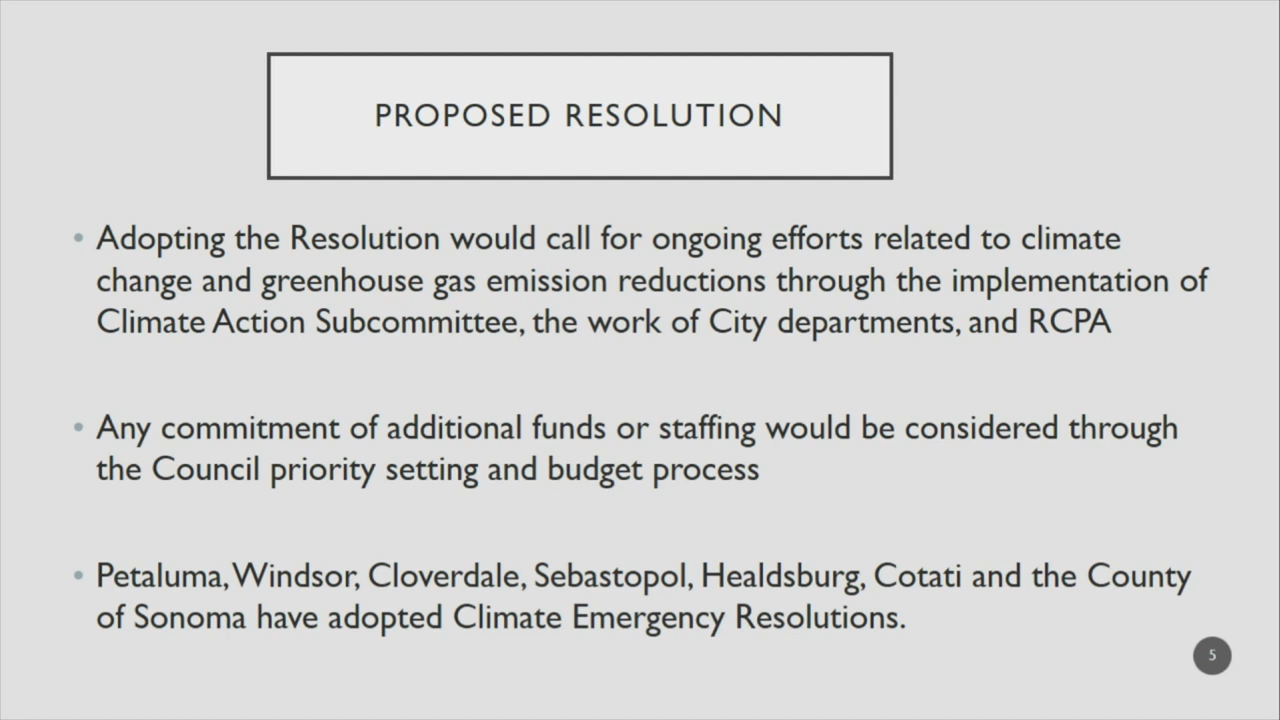 PROPOSED RESOLUTION
• Adopting the Resolution would call for ongoing efforts related to climate
change and greenhouse gas emission reductions through the implementation of
Climate Action Subcommittee, the work of City departments, and RCPA
• Any commitment of additional funds or staffing would be considered through
the Council priority setting and budget process
• Petaluma, Windsor, Cloverdale, Sebastopol, Healdsburg, Cotati and the County
of Sonoma have adopted Climate Emergency Resolutions.
5